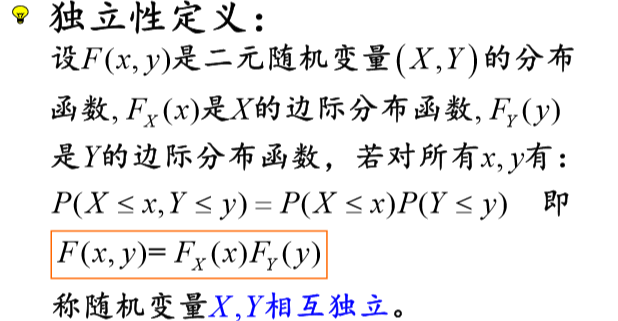 独立性定义：
设F(x, y)是二元随机变量(X,Y)的分布
函数, F_X(x)是X的边际分布函数, F_Y(y)
是Y的边际分布函数，若对所有x, y有：
P(X ≤ x, Y ≤ y) = P(X ≤ x)P(Y ≤ y) 即
F(x, y)= F_X(x)F_Y(y)
称随机变量X,Y相互独立。